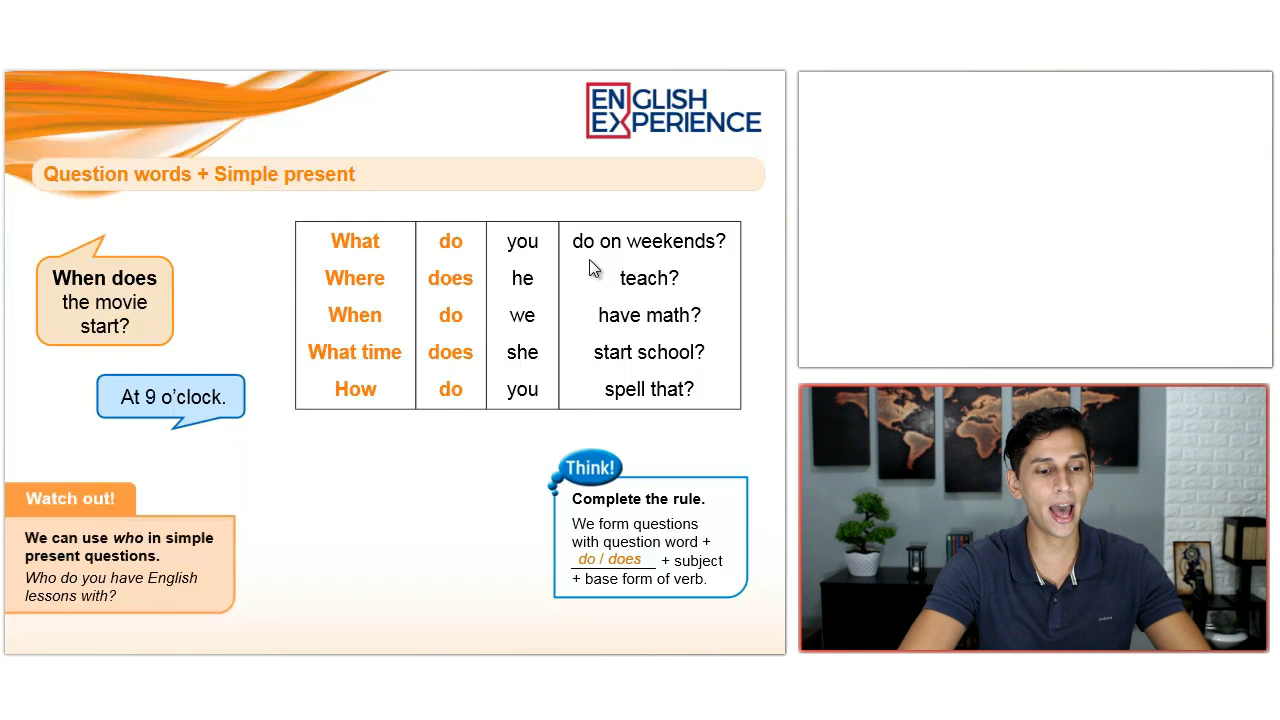 ENGLISH
EXPERIENCE
Question words + Simple present
When does
the movie
start?
At 9 o'clock.
What do you do on weekends?
Where does he teach?
When do we have math?
What time does she start school?
How do you spell that?
Watch out!
We can use who in simple
present questions.
Who do you have English
lessons with?
Think!
Complete the rule.
We form questions
with question word +
do / does + subject
+ base form of verb.